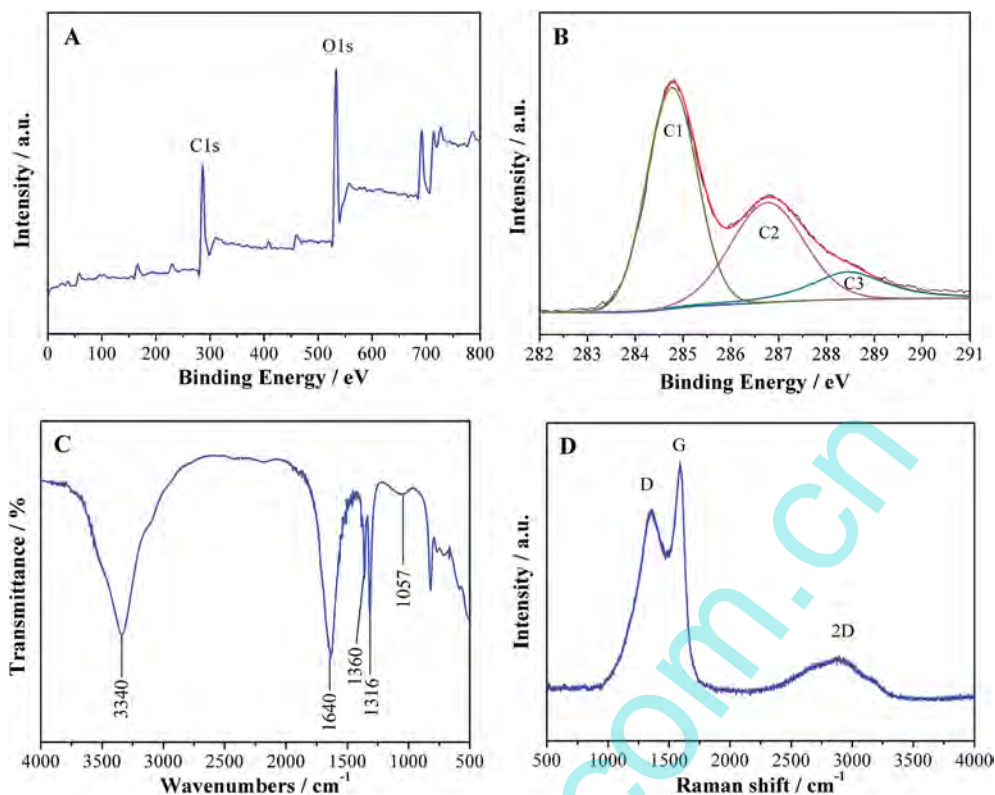 A
O1s
C1s
Intensity / a.u.
0 100 200 300 400 500 600 700 800
Binding Energy / eV
B
C1
C2
C3
Intensity / a.u.
282 283 284 285 286 287 288 289 290 291
Binding Energy / eV
C
Transmittance / %
3340
1640
1360
1316
1057
4000 3500 3000 2500 2000 1500 1000 500
Wavenumbers / cm⁻¹
D
D
G
2D
Intensity / a.u.
500 1000 1500 2000 2500 3000 3500 4000
Raman shift / cm⁻¹
com.cn